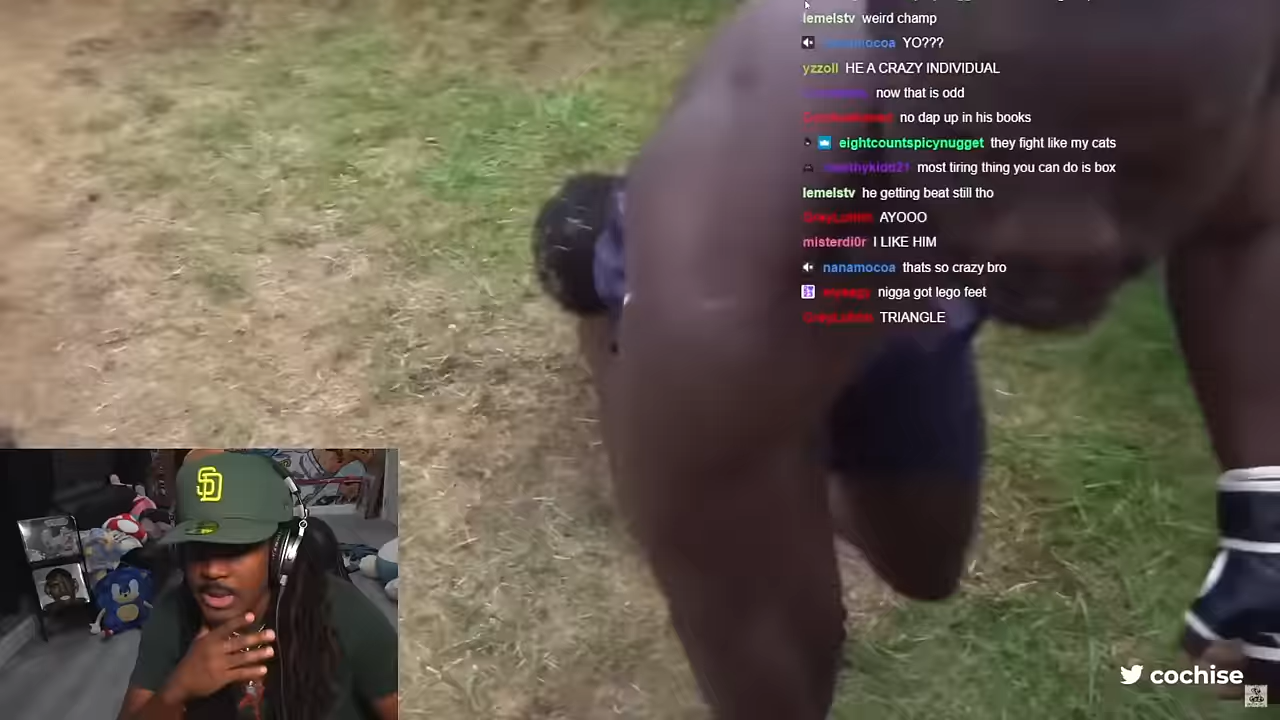 lemelstv weird champ
nanamocoa YO???
yzzoll HE A CRAZY INDIVIDUAL
now that is odd
no dap up in his books
eightcountspicynugget they fight like my cats
most tiring thing you can do is box
lemelstv he getting beat still tho
AYOOO
misterdi0r I LIKE HIM
nanamocoa thats so crazy bro
nigga got lego feet
TRIANGLE
SD
cochise